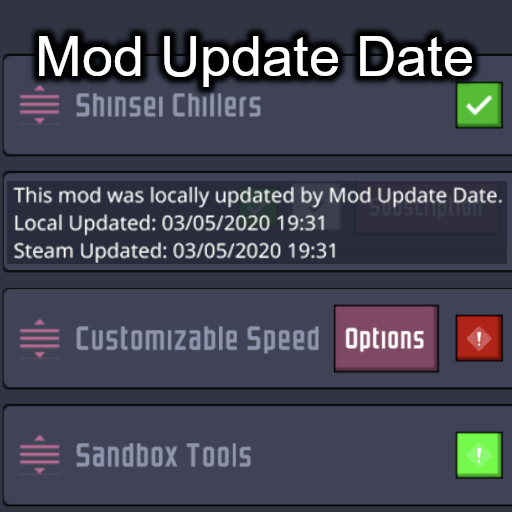 Mod Update Date
Shinsei Chillers
This mod was locally updated by Mod Update Date.
Local Updated: 03/05/2020 19:31
Steam Updated: 03/05/2020 19:31
Subscription
Customizable Speed
Options
Sandbox Tools